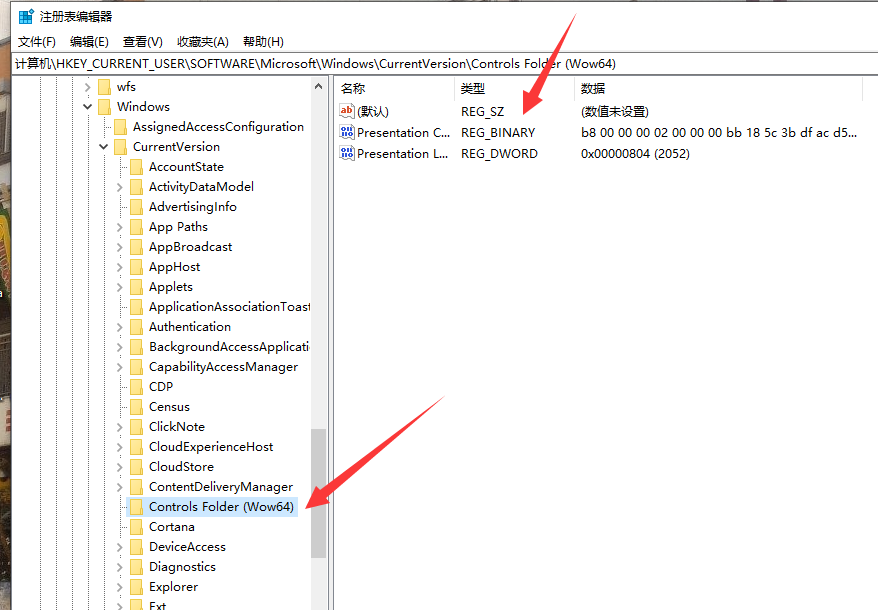 注册表编辑器
文件(F) 编辑(E) 查看(V) 收藏夹(A) 帮助(H)
计算机\HKEY_CURRENT_USER\SOFTWARE\Microsoft\Windows\CurrentVersion\Controls Folder (Wow64)
wfs
Windows
AssignedAccessConfiguration
CurrentVersion
AccountState
ActivityDataModel
AdvertisingInfo
App Paths
AppBroadcast
AppHost
Applets
ApplicationAssociationToast
Authentication
BackgroundAccessApplicati
CapabilityAccessManager
CDP
Census
ClickNote
CloudExperienceHost
CloudStore
ContentDeliveryManager
Controls Folder (Wow64)
Cortana
DeviceAccess
Diagnostics
Explorer
Ext
名称 类型 数据
(默认) REG_SZ (数值未设置)
Presentation C... REG_BINARY b8 00 00 00 02 00 00 00 bb 18 5c 3b df ac d5...
Presentation L... REG_DWORD 0x00000804 (2052)